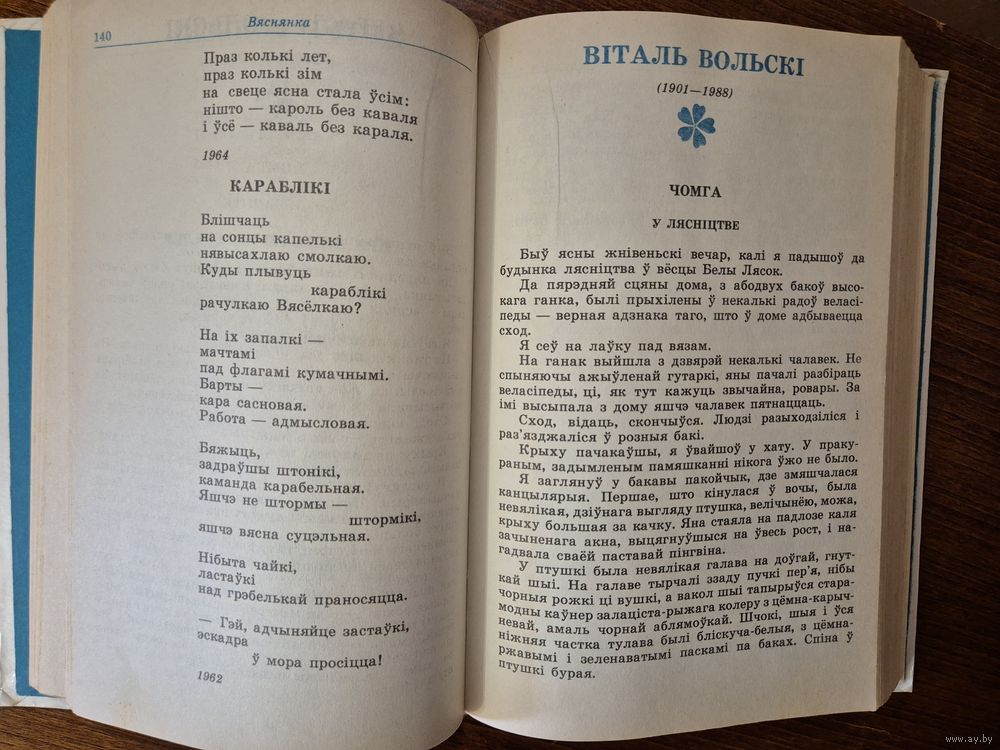 140
Вяснянка
Праз колькі лет,
праз колькі зім
на свеце ясна стала ўсім:
нішто — кароль без каваля
і ўсё — каваль без караля.
1964
КАРАБЛІКІ
Блішчаць
на сонцы капелькі
нявысахлаю смолкаю.
Куды плывуць
караблікі
рачулкаю Вясёлкаю?
На іх запалкі —
мачтамі
пад флагамі кумачнымі.
Барты —
кара сасновая.
Работа — адмысловая.
Бяжыць,
задраўшы штонікі,
каманда карабельная.
Яшчэ не штормы —
штормікі,
яшчэ вясна суцэльная.
Нібыта чайкі,
ластаўкі
над грэбелькай праносяцца.
— Гэй, адчыняйце застаўкі,
эскадра
ў мора просіцца!
1962
ВІТАЛЬ ВОЛЬСКІ
(1901—1988)
ЧОМГА
У ЛЯСНІЦТВЕ
Быў ясны жнівеньскі вечар, калі я падышоў да
будынка лясніцтва ў вёсцы Белы Лясок.
Да пярэдняй сцяны дома, з абодвух бакоў высо-
кага ганка, былі прыхілены ў некалькі радоў веласі-
педы — верная адзнака таго, што ў доме адбываецца
сход.
Я сеў на лаўку пад вязам.
На ганак выйшла з дзвярэй некалькі чалавек. Не
спыняючы ажыўленай гутаркі, яны пачалі разбіраць
веласіпеды, ці, як тут кажуць звычайна, ровары. За
імі высыпала з дому яшчэ чалавек пятнаццаць.
Сход, відаць, скончыўся. Людзі разыходзіліся і
раз'язджаліся ў розныя бакі.
Крыху пачакаўшы, я ўвайшоў у хату. У праку-
раным, задымленым памяшканні нікога ўжо не было.
Я заглянуў у бакавы пакойчык, дзе змяшчалася
канцылярыя. Першае, што кінулася ў вочы, была
невялікая, дзіўнага выгляду птушка, велічынёю, можа,
крыху большая за качку. Яна стаяла на падлозе каля
зачыненага акна, выцягнуўшыся на ўвесь рост, і на-
гадвала сваёй паставай пінгвіна.
У птушкі была невялікая галава на доўгай, гнут-
кай шыі. На галаве тырчалі ззаду пучкі пер'я, нібы
чорныя рожкі ці вушкі, а вакол шыі тапырыўся стара-
модны каўнер залаціста-рыжага колеру з цёмна-карыч-
невай, амаль чорнай аблямоўкай. Шчокі, шыя і ўся
ніжняя частка тулава былі бліскуча-белыя, з цёмна-
ржавымі і зеленаватымі паскамі па баках. Спіна ў
птушкі бурая.
www.ay.by